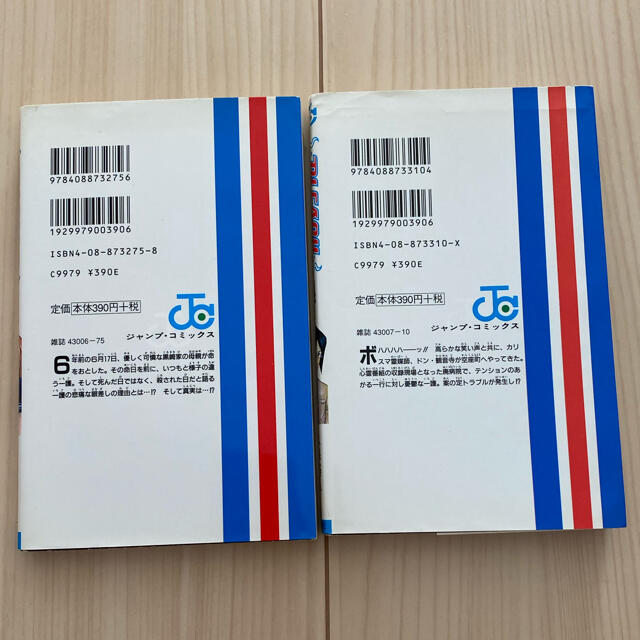 9784088732756
1929979003906
ISBN4-08-873275-8
C9979 ¥390E
定価 本体390円+税
ジャンプ・コミックス
雑誌 43006-75
6年前の6月17日、優しく可憐な黒崎家の母親が命
をおとした。その命日を前に、いつもと様子の違
う一護。そして死んだ日ではなく、殺された日だと語る
一護の悲痛な眼差しの理由とは…!? そして真実は…!?
BLEACH
9784088733104
1929979003906
ISBN4-08-873310-X
C9979 ¥390E
定価 本体390円+税
ジャンプ・コミックス
雑誌 43007-10
ボハハハハーーッ!! 高らかな笑い声と共に、カリ
スマ霊媒師、ドン・観音寺が空座町へやってきた。
心霊番組の収録現場となった廃病院で、テンションのあ
がる一行に対し憂鬱な一護。案の定トラブルが発生し!?